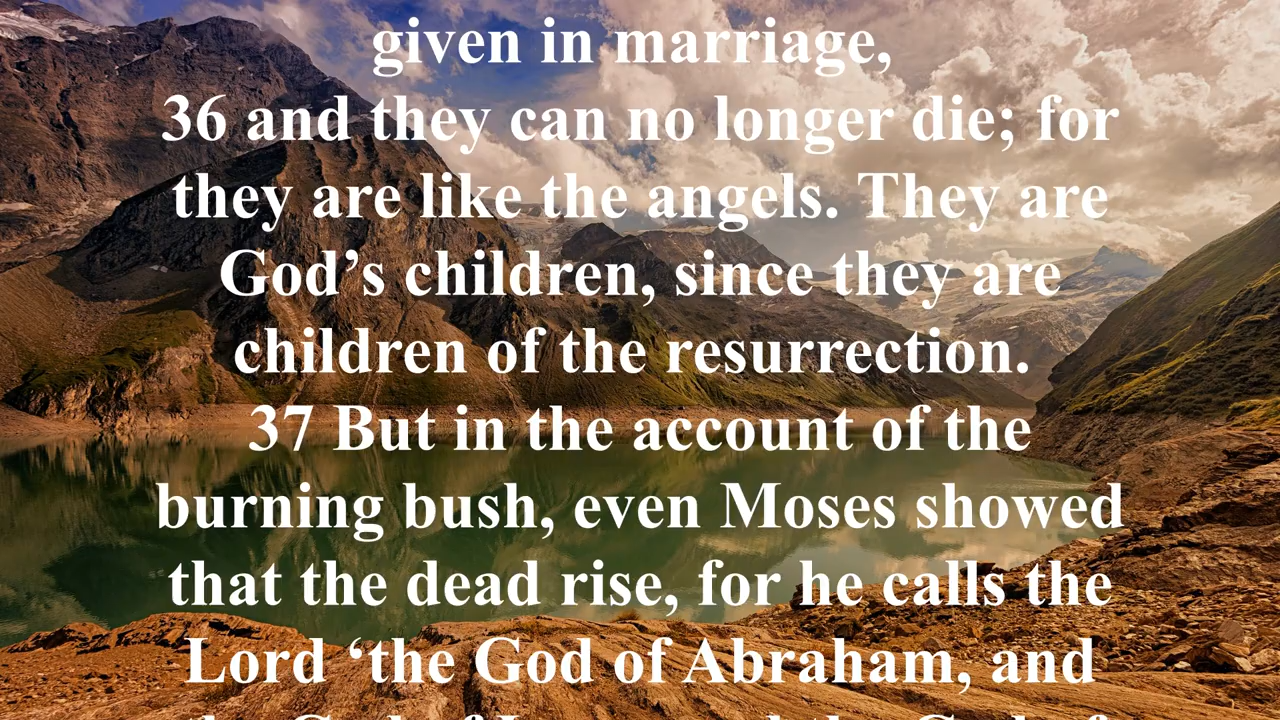 given in marriage,
36 and they can no longer die; for
they are like the angels. They are
God’s children, since they are
children of the resurrection.
37 But in the account of the
burning bush, even Moses showed
that the dead rise, for he calls the
Lord ‘the God of Abraham, and